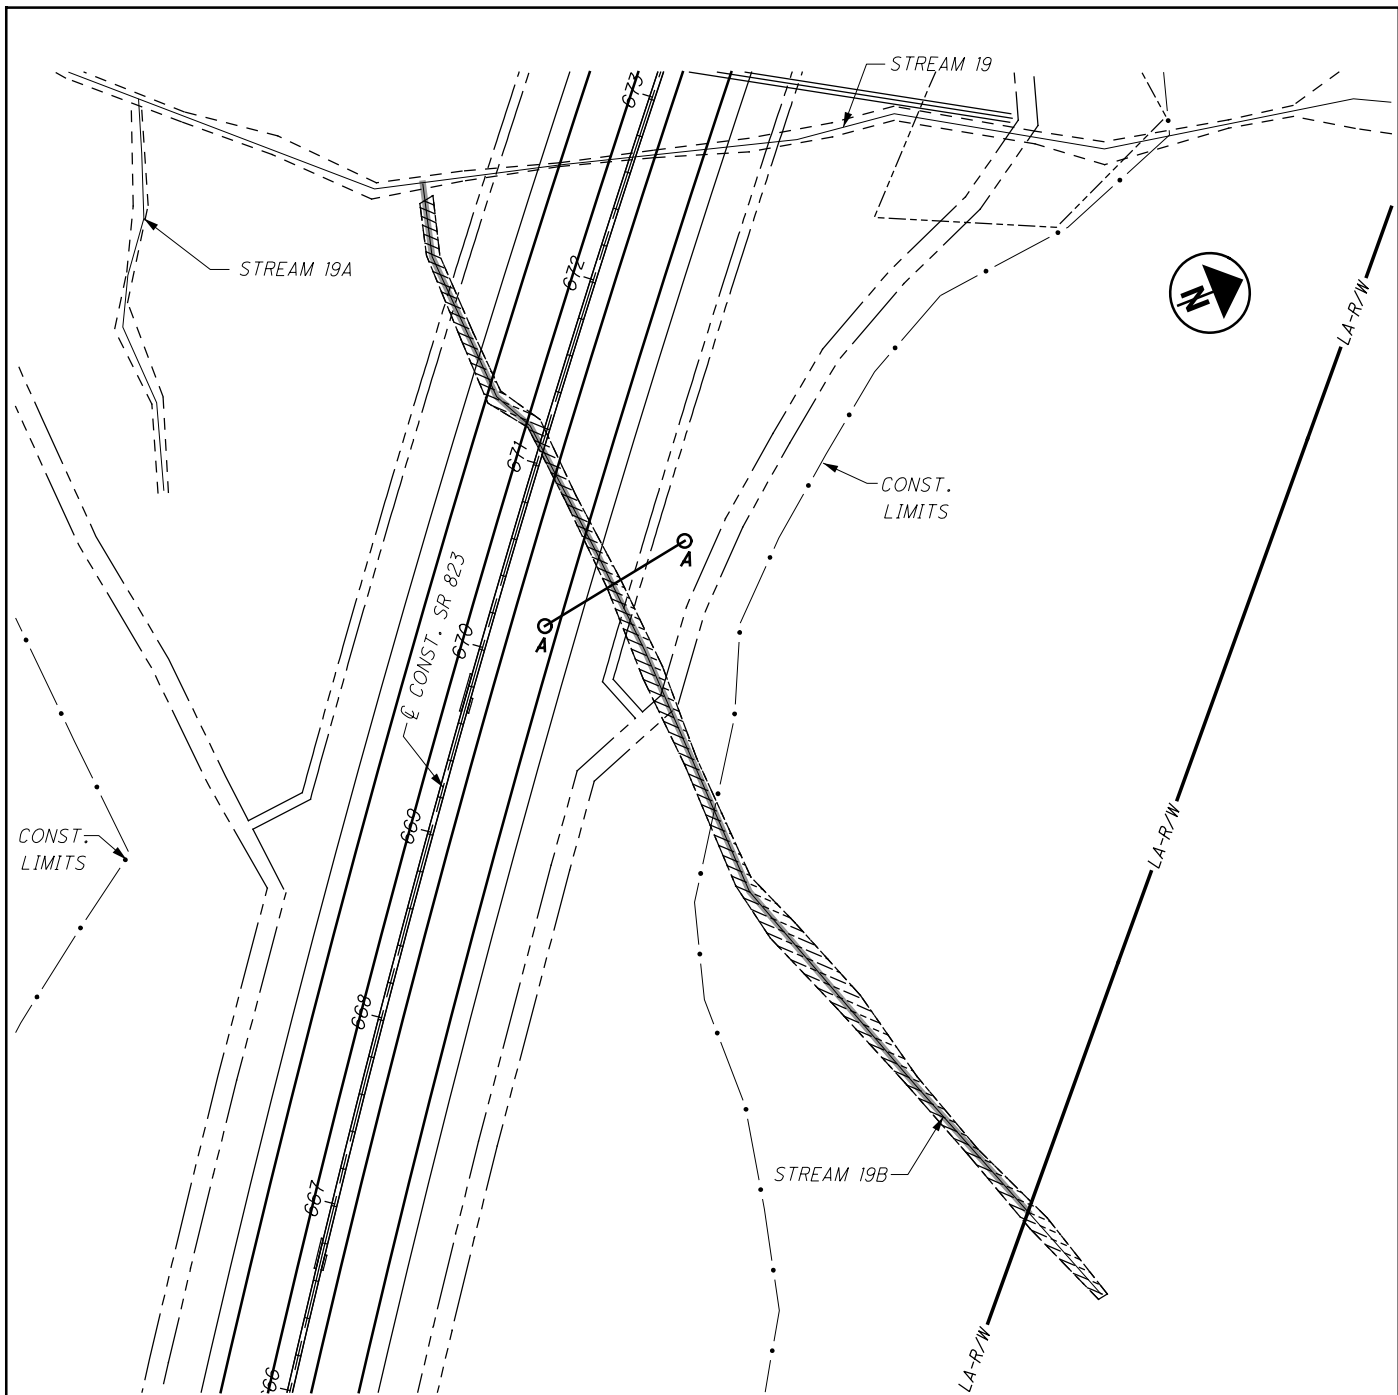 STREAM 19
673
STREAM 19A
672
N
LA-R/W
671
CONST.
LIMITS
A
A
℄ CONST. SR 823
670
669
CONST.
LIMITS
LA-R/W
668
STREAM 19B
667
LA-R/W